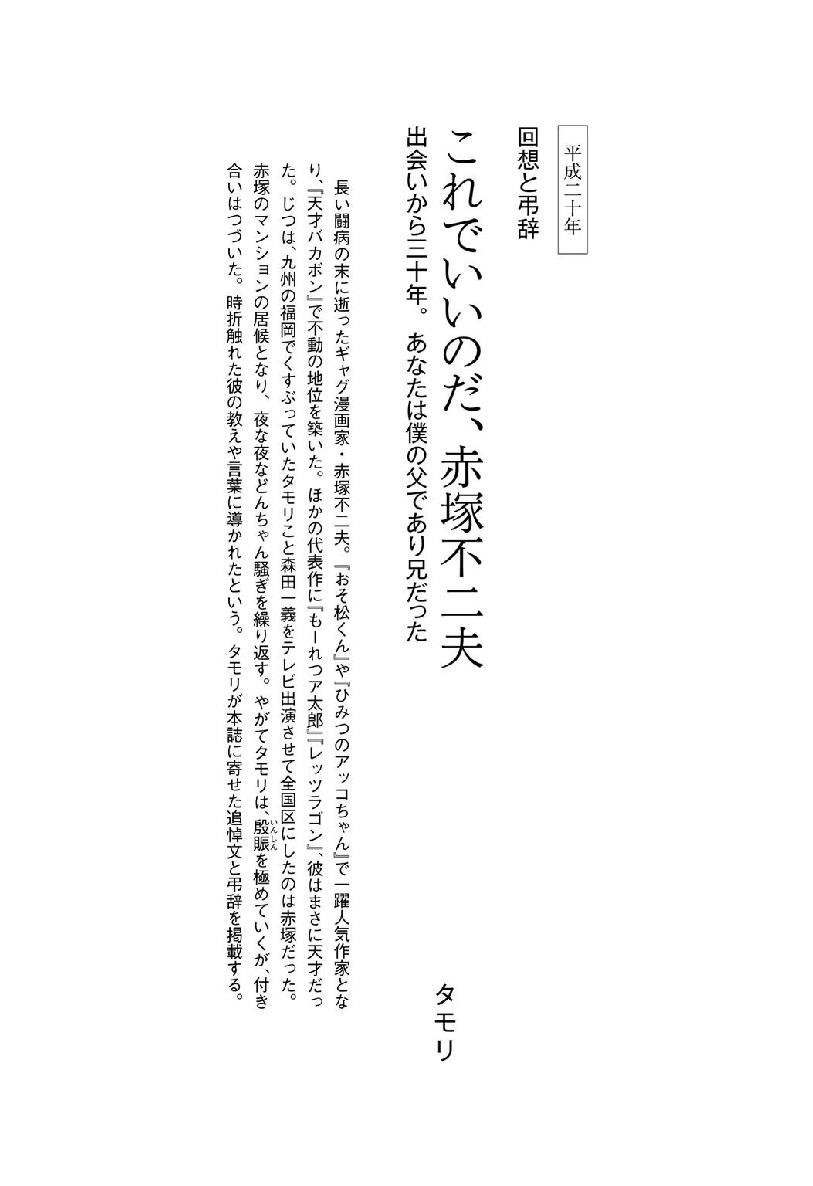 平成二十年
回想と弔辞
これでいいのだ、赤塚不二夫
出会いから三十年。あなたは僕の父であり兄だった
タモリ
長い闘病の末に逝ったギャグ漫画家・赤塚不二夫。『おそ松くん』や『ひみつのアッコちゃん』で一躍人気作家とな
り、『天才バカボン』で不動の地位を築いた。ほかの代表作に『もーれつア太郎』『レッツラゴン』、彼はまさに天才だっ
た。じつは、九州の福岡でくすぶっていたタモリこと森田一義をテレビ出演させて全国区にしたのは赤塚だった。
赤塚のマンションの居候となり、夜な夜などんちゃん騒ぎを繰り返す。やがてタモリは、殷賑いんしんを極めていくが、付き
合いはつづいた。時折触れた彼の教えや言葉に導かれたという。タモリが本誌に寄せた追悼文と弔辞を掲載する。